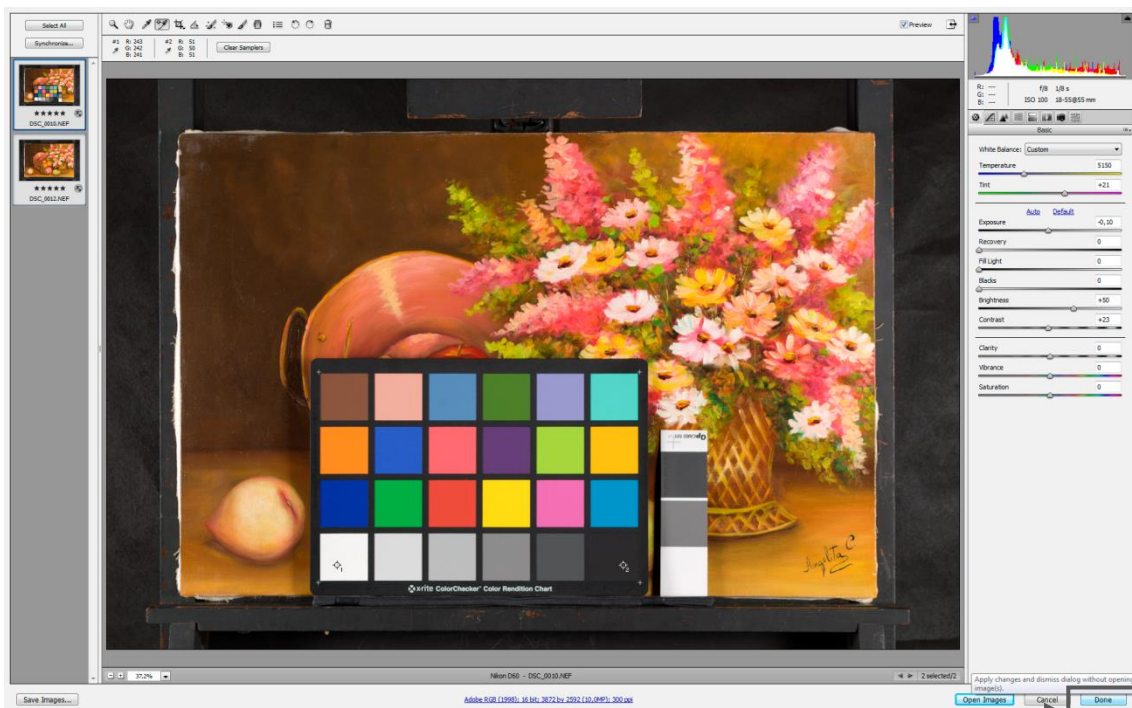 Select All
Synchronize...
DSC_0010.NEF
DSC_0012.NEF
#1 R: 243 #2 R: 51
G: 242 G: 50
B: 241 B: 51
Clear Samplers
Preview
x-rite ColorChecker Color Rendition Chart
Angelita C
R: ---
G: ---
B: ---
f/8 1/8 s
ISO 100 18-55@55 mm
Basic
White Balance: Custom
Temperature 5150
Tint +21
Auto Default
Exposure -0,10
Recovery 0
Fill Light 0
Blacks 0
Brightness +50
Contrast +23
Clarity 0
Vibrance 0
Saturation 0
37,2%
Nikon D60 - DSC_0010.NEF
2 selected/2
Apply changes and dismiss dialog without opening
image(s).
Save Images...
Adobe RGB (1998); 16 bit; 3872 by 2592 (10,0MP); 300 ppi
Open Images Cancel Done